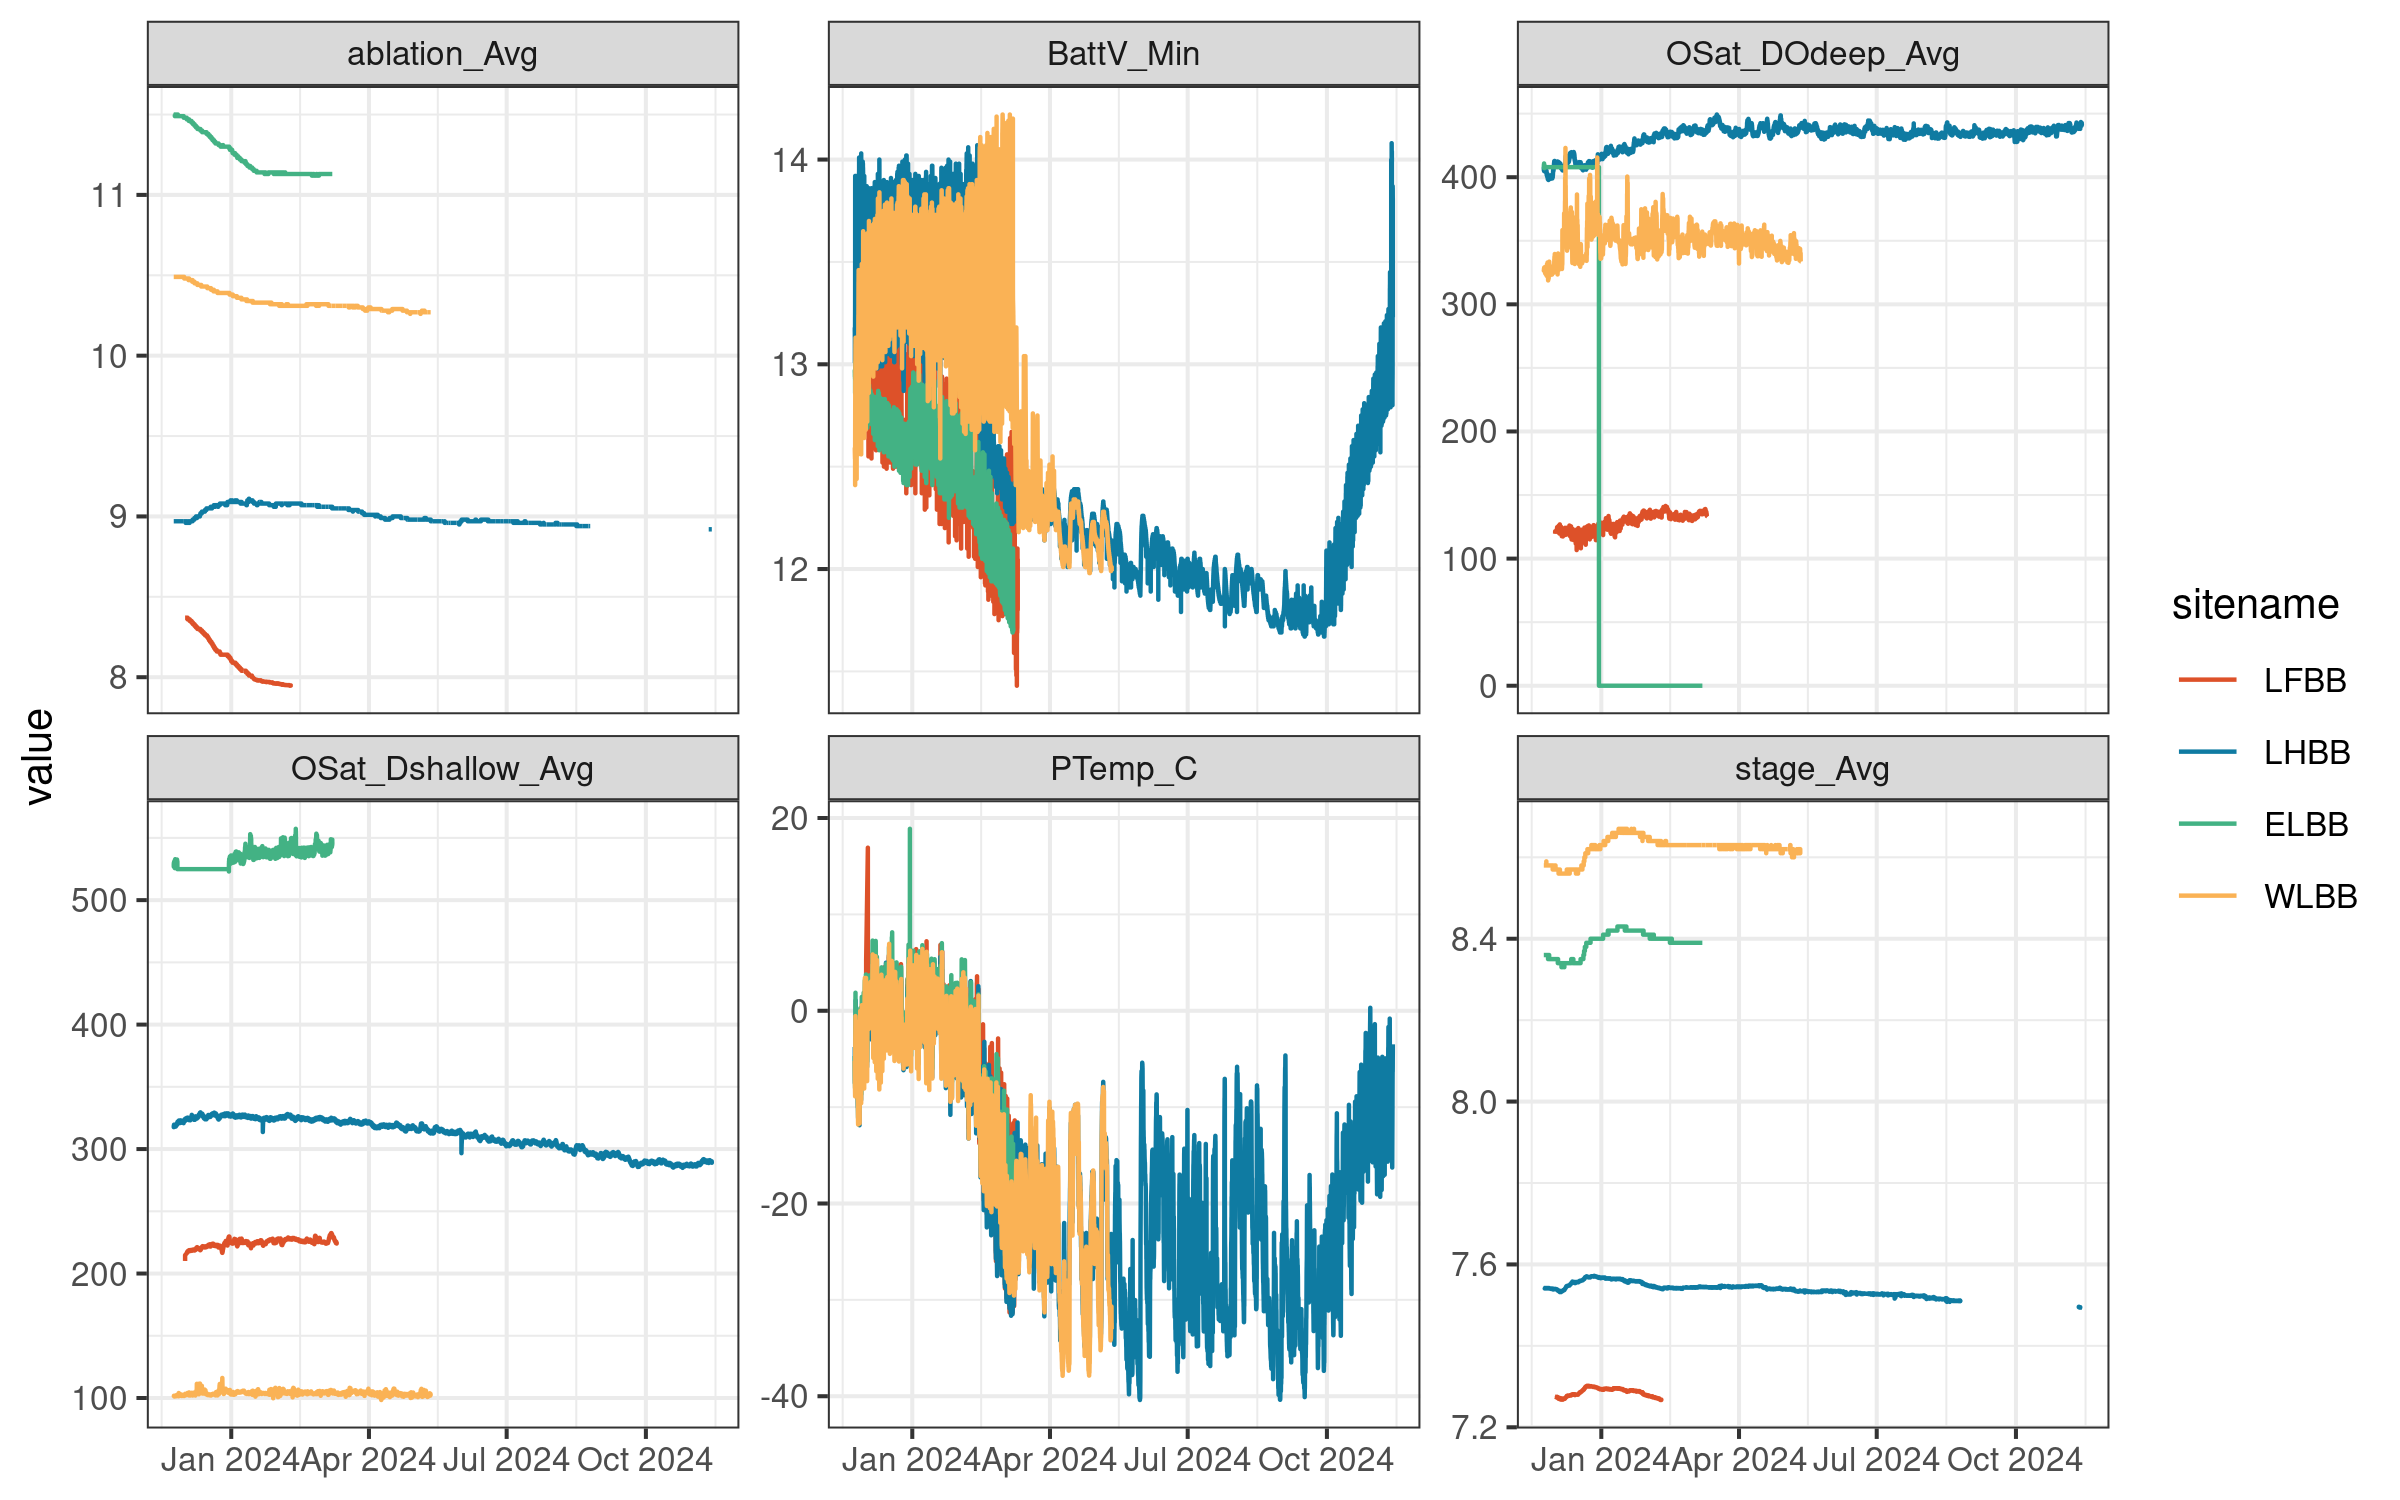 ablation_Avg
BattV_Min
OSat_DOdeep_Avg
11
10
9
8
14
13
12
400
300
200
100
0
value
OSat_Dshallow_Avg
PTemp_C
stage_Avg
500
400
300
200
100
20
0
-20
-40
8.4
8.0
7.6
7.2
Jan 2024 Apr 2024 Jul 2024 Oct 2024
Jan 2024 Apr 2024 Jul 2024 Oct 2024
Jan 2024 Apr 2024 Jul 2024 Oct 2024
sitename
LFBB
LHBB
ELBB
WLBB